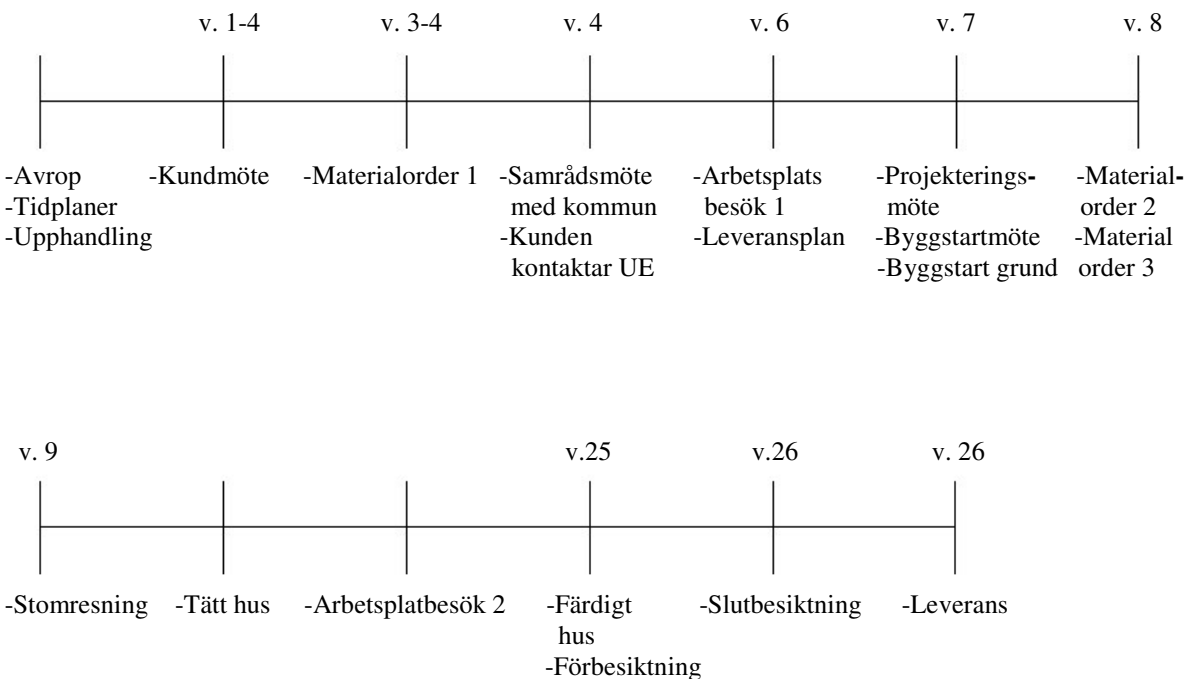 v. 1-4 v. 3-4 v. 4 v. 6 v. 7 v. 8
-Avrop
-Tidplaner
-Upphandling
-Kundmöte
-Materialorder 1
-Samrådsmöte
med kommun
-Kunden
kontaktar UE
-Arbetsplats
besök 1
-Leveransplan
-Projekterings-
möte
-Byggstartmöte
-Byggstart grund
-Material-
order 2
-Material
order 3
v. 9 v.25 v.26 v. 26
-Stomresning
-Tätt hus
-Arbetsplatbesök 2
-Färdigt
hus
-Förbesiktning
-Slutbesiktning
-Leverans